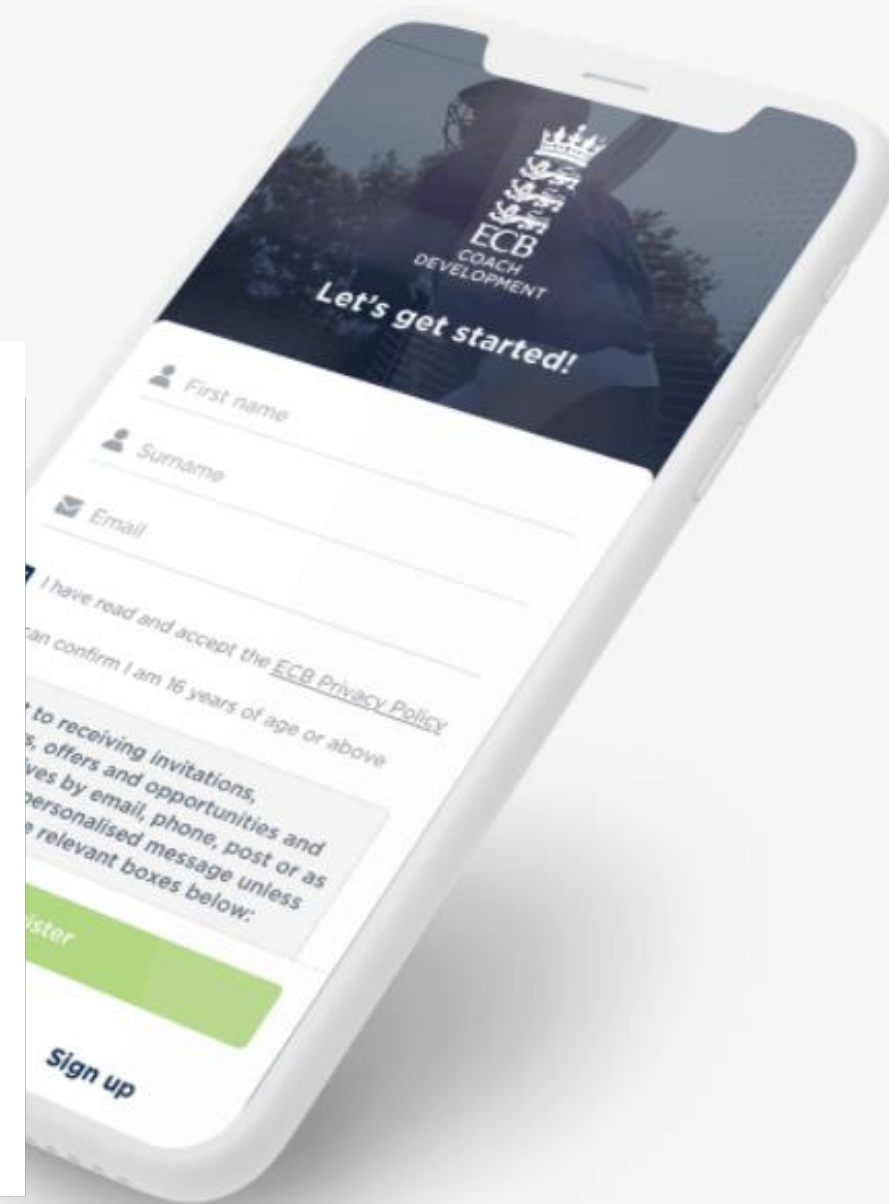 ECB
COACH
DEVELOPMENT
Let's get started!
First name
Surname
Email
I have read and accept the ECB Privacy Policy
can confirm I am 16 years of age or above
to receiving invitations,
offers and opportunities and
by email, phone, post or as
personalised message unless
relevant boxes below:
Sign up